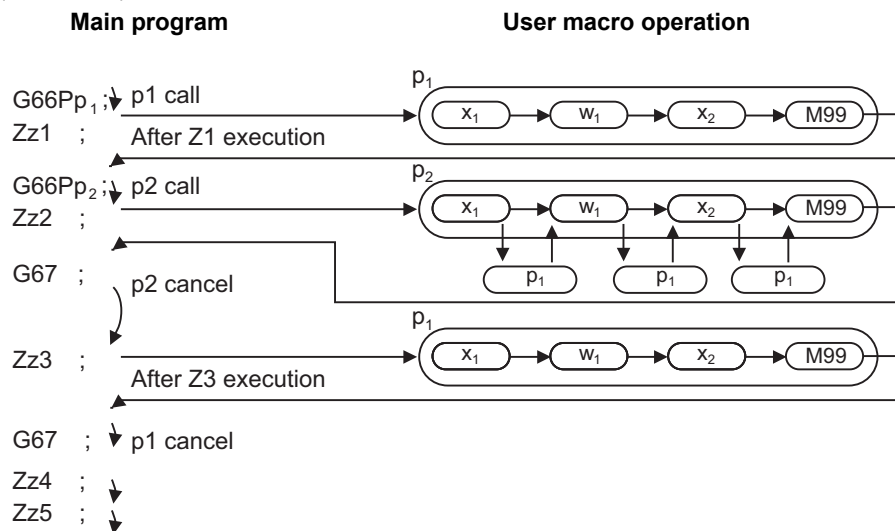 Main program User macro operation
p1
G66Pp1 ; p1 call
x1 w1 x2 M99
Zz1 ; After Z1 execution
p2
G66Pp2 ; p2 call
x1 w1 x2 M99
Zz2 ;
p1 p1 p1
G67 ; p2 cancel
p1
Zz3 ; x1 w1 x2 M99
After Z3 execution
G67 ; p1 cancel
Zz4 ;
Zz5 ;